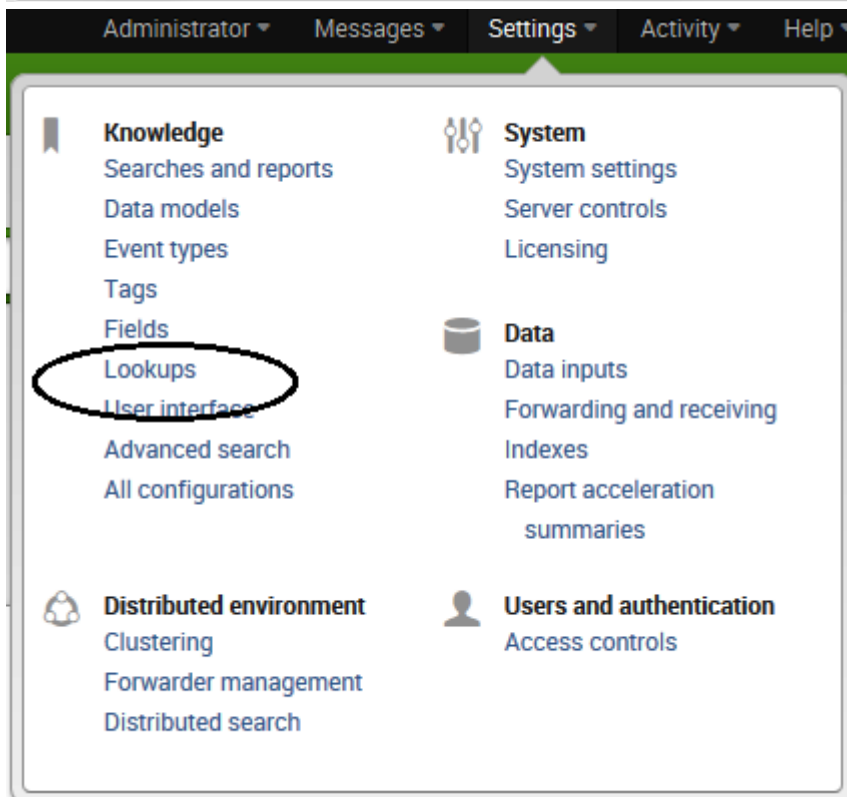 Administrator Messages Settings Activity Help
Knowledge
Searches and reports
Data models
Event types
Tags
Fields
Lookups
User interface
Advanced search
All configurations
System
System settings
Server controls
Licensing
Data
Data inputs
Forwarding and receiving
Indexes
Report acceleration
summaries
Distributed environment
Clustering
Forwarder management
Distributed search
Users and authentication
Access controls